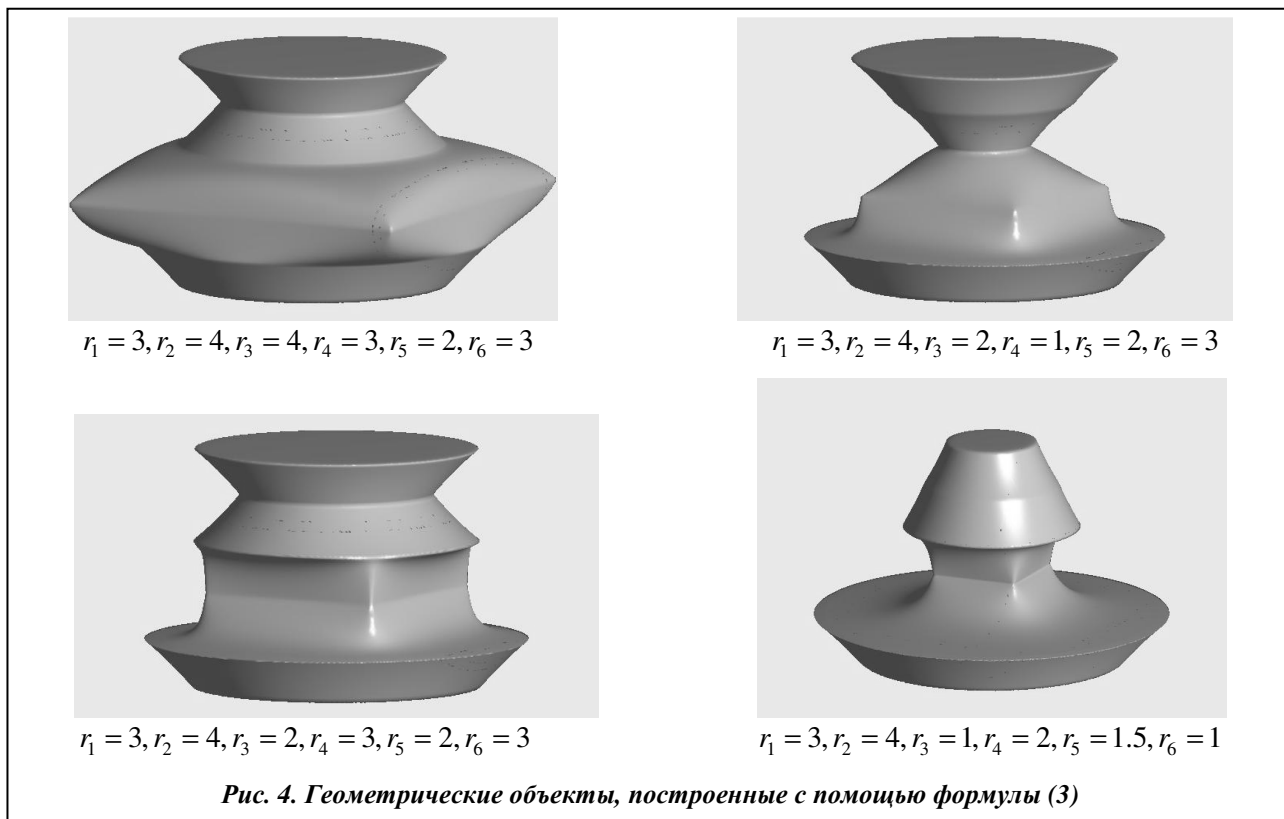 r₁ = 3, r₂ = 4, r₃ = 4, r₄ = 3, r₅ = 2, r₆ = 3
r₁ = 3, r₂ = 4, r₃ = 2, r₄ = 1, r₅ = 2, r₆ = 3
r₁ = 3, r₂ = 4, r₃ = 2, r₄ = 3, r₅ = 2, r₆ = 3
r₁ = 3, r₂ = 4, r₃ = 1, r₄ = 2, r₅ = 1.5, r₆ = 1
Рис. 4. Геометрические объекты, построенные с помощью формулы (3)